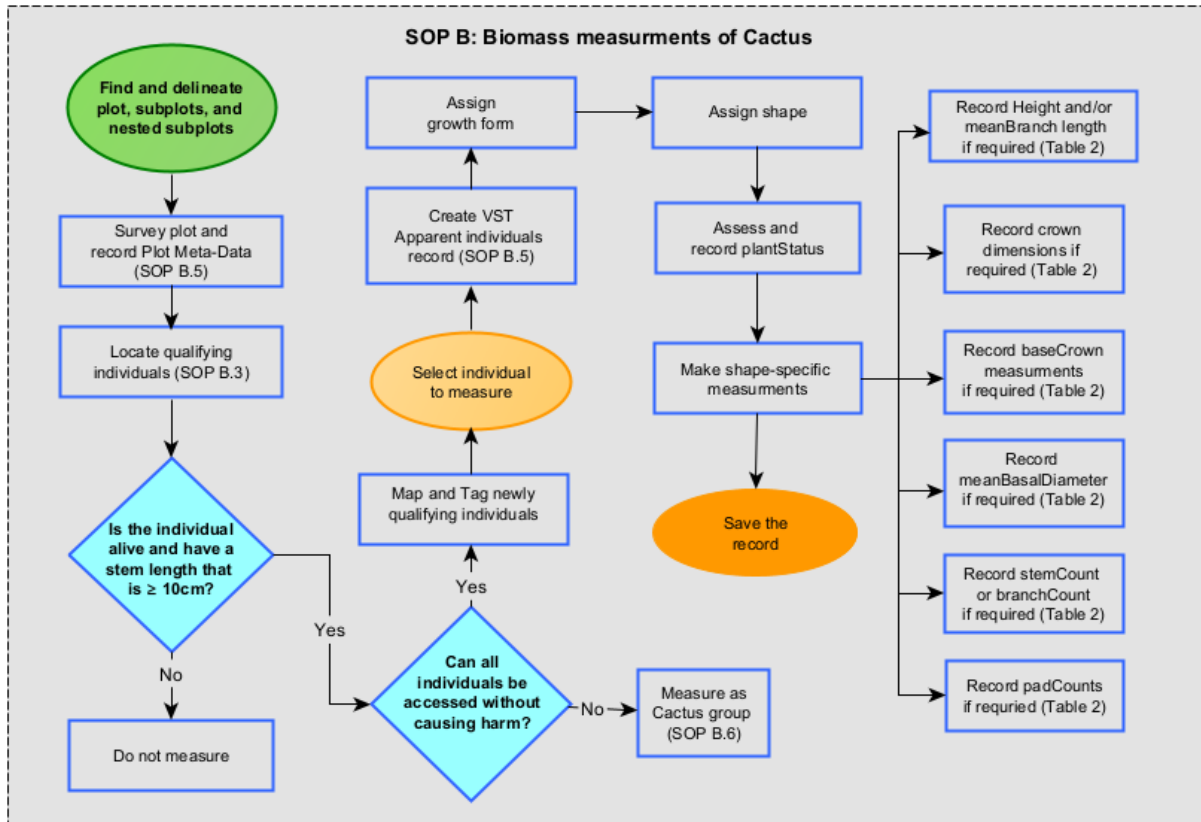 SOP B: Biomass measurments of Cactus
Find and delineate
plot, subplots, and
nested subplots
Survey plot and
record Plot Meta-Data
(SOP B.5)
Locate qualifying
individuals (SOP B.3)
Is the individual
alive and have a
stem length that
is ≥ 10cm?
No
Do not measure
Yes
Can all
individuals be
accessed without
causing harm?
No
Measure as
Cactus group
(SOP B.6)
Yes
Map and Tag newly
qualifying individuals
Select individual
to measure
Create VST
Apparent individuals
record (SOP B.5)
Assign
growth form
Assign shape
Assess and
record plantStatus
Make shape-specific
measurments
Save the
record
Record Height and/or
meanBranch length
if required (Table 2)
Record crown
dimensions if
required (Table 2)
Record baseCrown
measurments
if required (Table 2)
Record
meanBasalDiameter
if required (Table 2)
Record stemCount
or branchCount
if required (Table 2)
Record padCounts
if requried (Table 2)